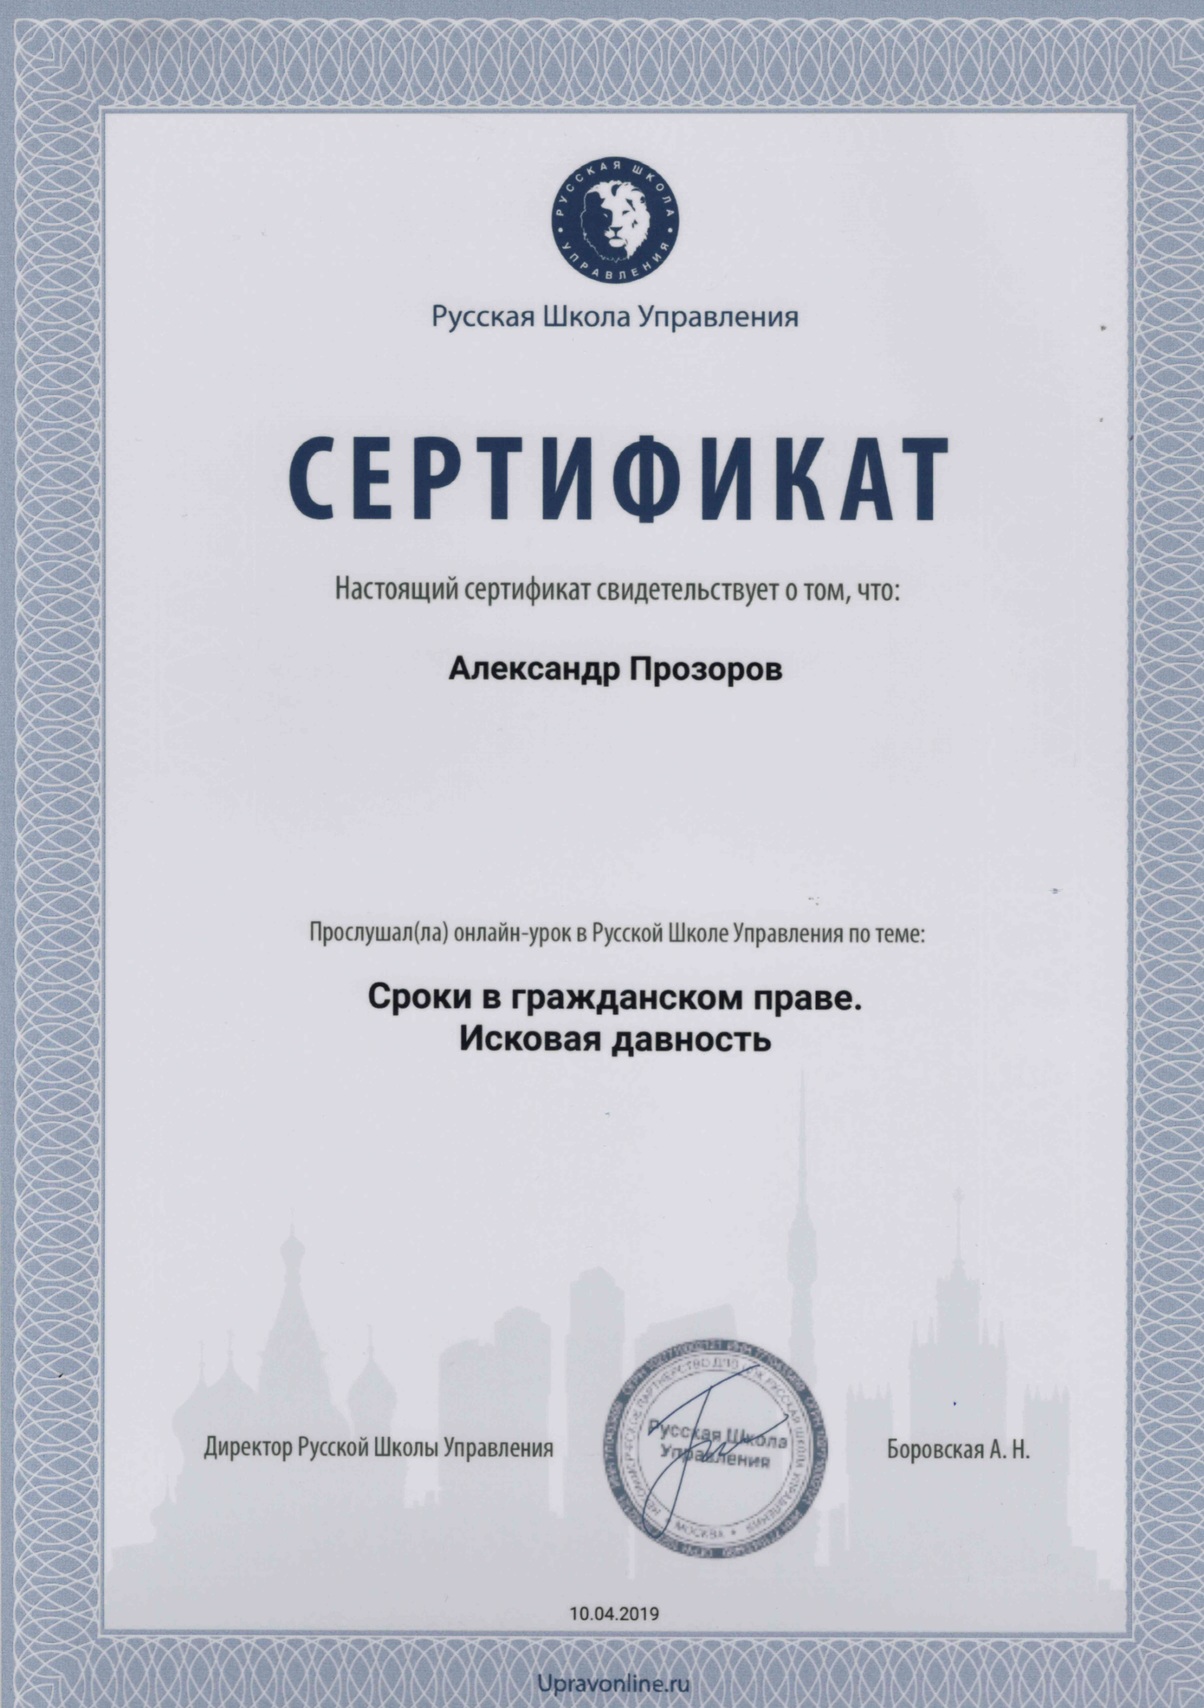 РУССКАЯ ШКОЛА
УПРАВЛЕНИЯ
Русская Школа Управления
СЕРТИФИКАТ
Настоящий сертификат свидетельствует о том, что:
Александр Прозоров
Прослушал(ла) онлайн-урок в Русской Школе Управления по теме:
Сроки в гражданском праве.
Исковая давность
Директор Русской Школы Управления
Русская Школа
Управления
МОСКВА
Боровская А. Н.
10.04.2019
Upravonline.ru